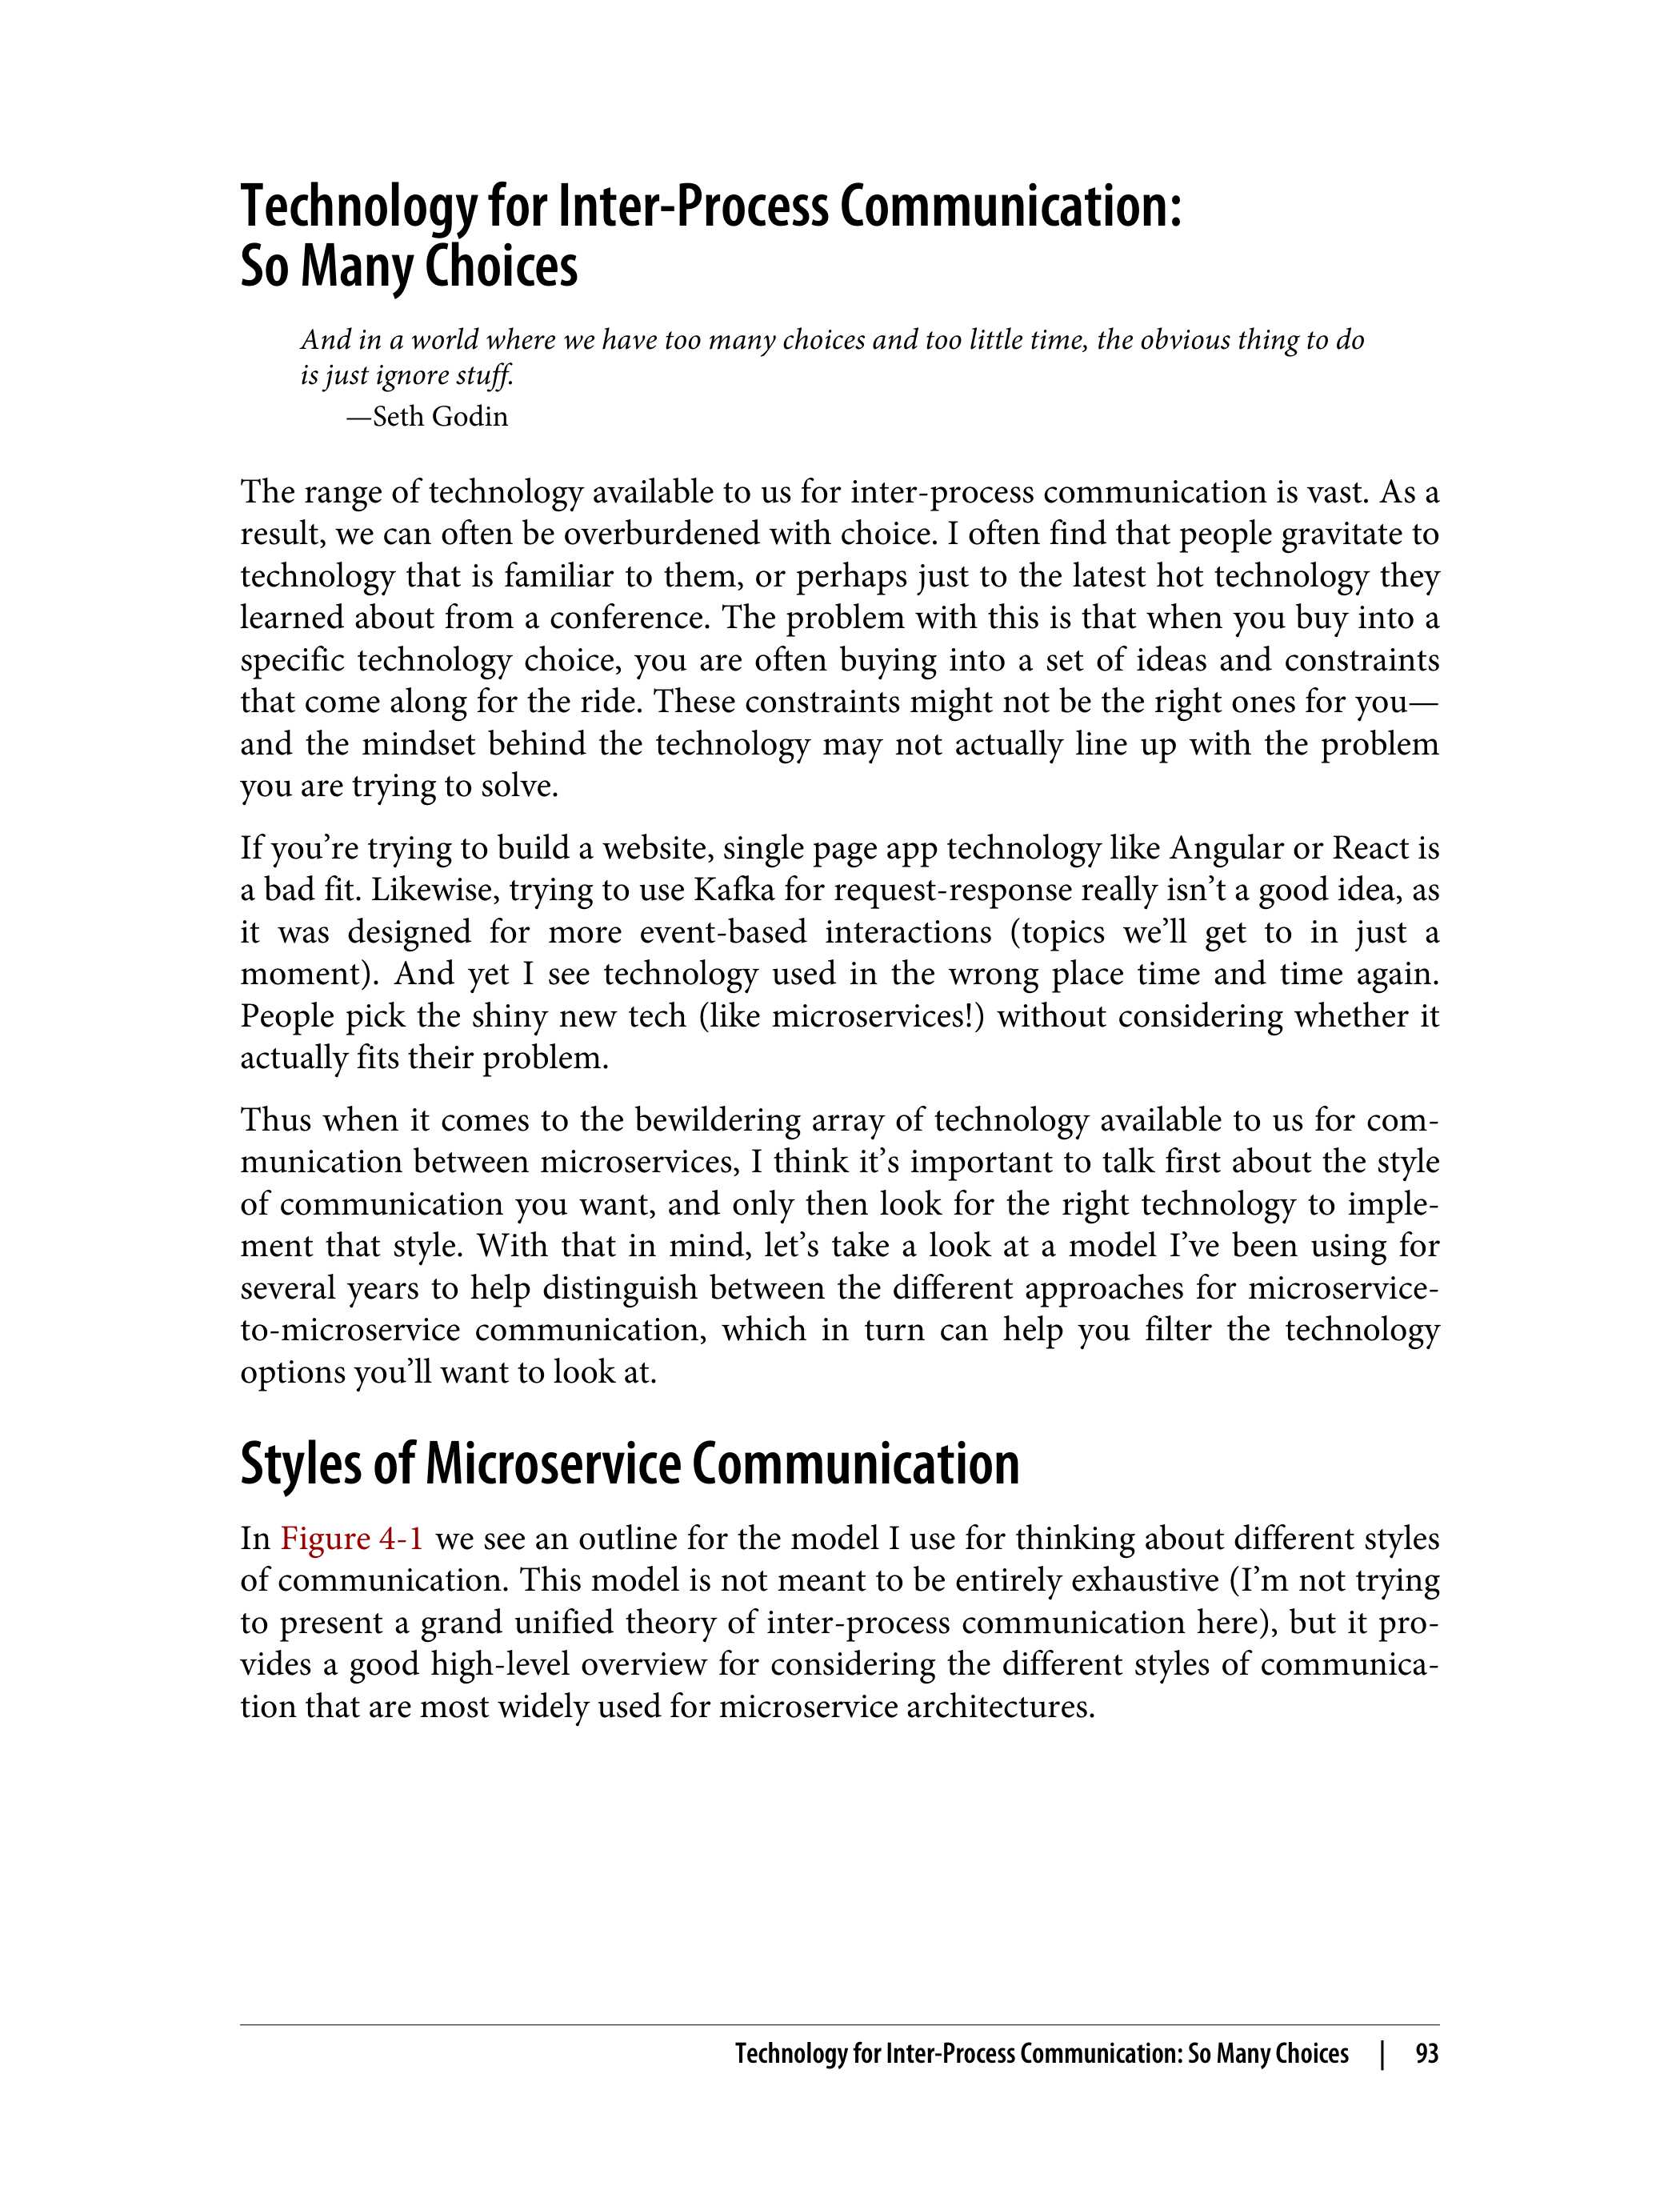 Technology for Inter-Process Communication:
So Many Choices
And in a world where we have too many choices and too little time, the obvious thing to do
is just ignore stuff.
—Seth Godin
The range of technology available to us for inter-process communication is vast. As a
result, we can often be overburdened with choice. I often find that people gravitate to
technology that is familiar to them, or perhaps just to the latest hot technology they
learned about from a conference. The problem with this is that when you buy into a
specific technology choice, you are often buying into a set of ideas and constraints
that come along for the ride. These constraints might not be the right ones for you—
and the mindset behind the technology may not actually line up with the problem
you are trying to solve.
If you’re trying to build a website, single page app technology like Angular or React is
a bad fit. Likewise, trying to use Kafka for request-response really isn’t a good idea, as
it was designed for more event-based interactions (topics we’ll get to in just a
moment). And yet I see technology used in the wrong place time and time again.
People pick the shiny new tech (like microservices!) without considering whether it
actually fits their problem.
Thus when it comes to the bewildering array of technology available to us for com-
munication between microservices, I think it’s important to talk first about the style
of communication you want, and only then look for the right technology to imple-
ment that style. With that in mind, let’s take a look at a model I’ve been using for
several years to help distinguish between the different approaches for microservice-
to-microservice communication, which in turn can help you filter the technology
options you’ll want to look at.
Styles of Microservice Communication
In Figure 4-1 we see an outline for the model I use for thinking about different styles
of communication. This model is not meant to be entirely exhaustive (I’m not trying
to present a grand unified theory of inter-process communication here), but it pro-
vides a good high-level overview for considering the different styles of communica-
tion that are most widely used for microservice architectures.
Technology for Inter-Process Communication: So Many Choices | 93